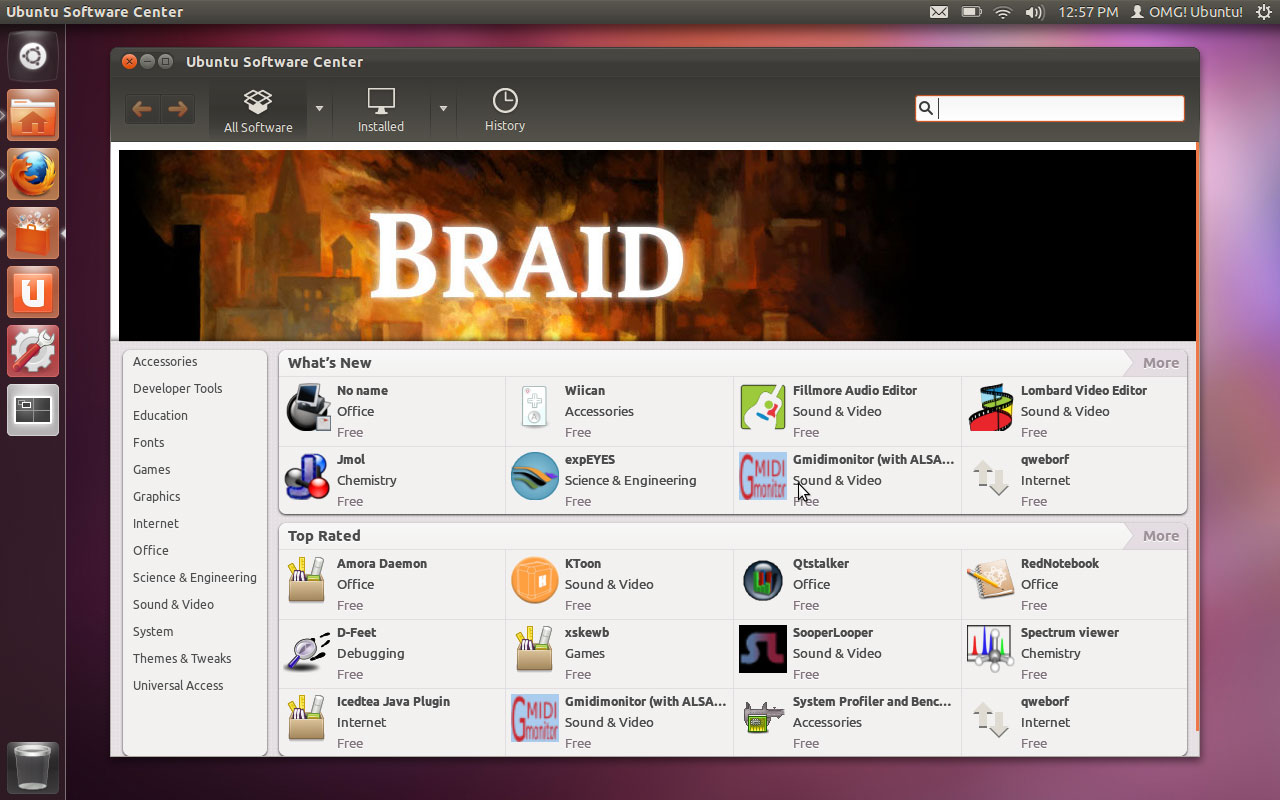 Ubuntu Software Center
12:57 PM OMG! Ubuntu!
Ubuntu Software Center
All Software
Installed
History
BRAID
Accessories
Developer Tools
Education
Fonts
Games
Graphics
Internet
Office
Science & Engineering
Sound & Video
System
Themes & Tweaks
Universal Access
What's New
More
No name
Office
Free
Wiican
Accessories
Free
Fillmore Audio Editor
Sound & Video
Free
Lombard Video Editor
Sound & Video
Free
Jmol
Chemistry
Free
expEYES
Science & Engineering
Free
GMIDI
monitor
Gmidimonitor (with ALSA...
Sound & Video
Free
qweborf
Internet
Free
Top Rated
More
Amora Daemon
Office
Free
KToon
Sound & Video
Free
Qtstalker
Office
Free
RedNotebook
Office
Free
D-Feet
Debugging
Free
xskewb
Games
Free
SL
SooperLooper
Sound & Video
Free
Spectrum viewer
Chemistry
Free
Icedtea Java Plugin
Internet
Free
GMIDI
monitor
Gmidimonitor (with ALSA...
Sound & Video
Free
System Profiler and Benc...
Accessories
Free
qweborf
Internet
Free